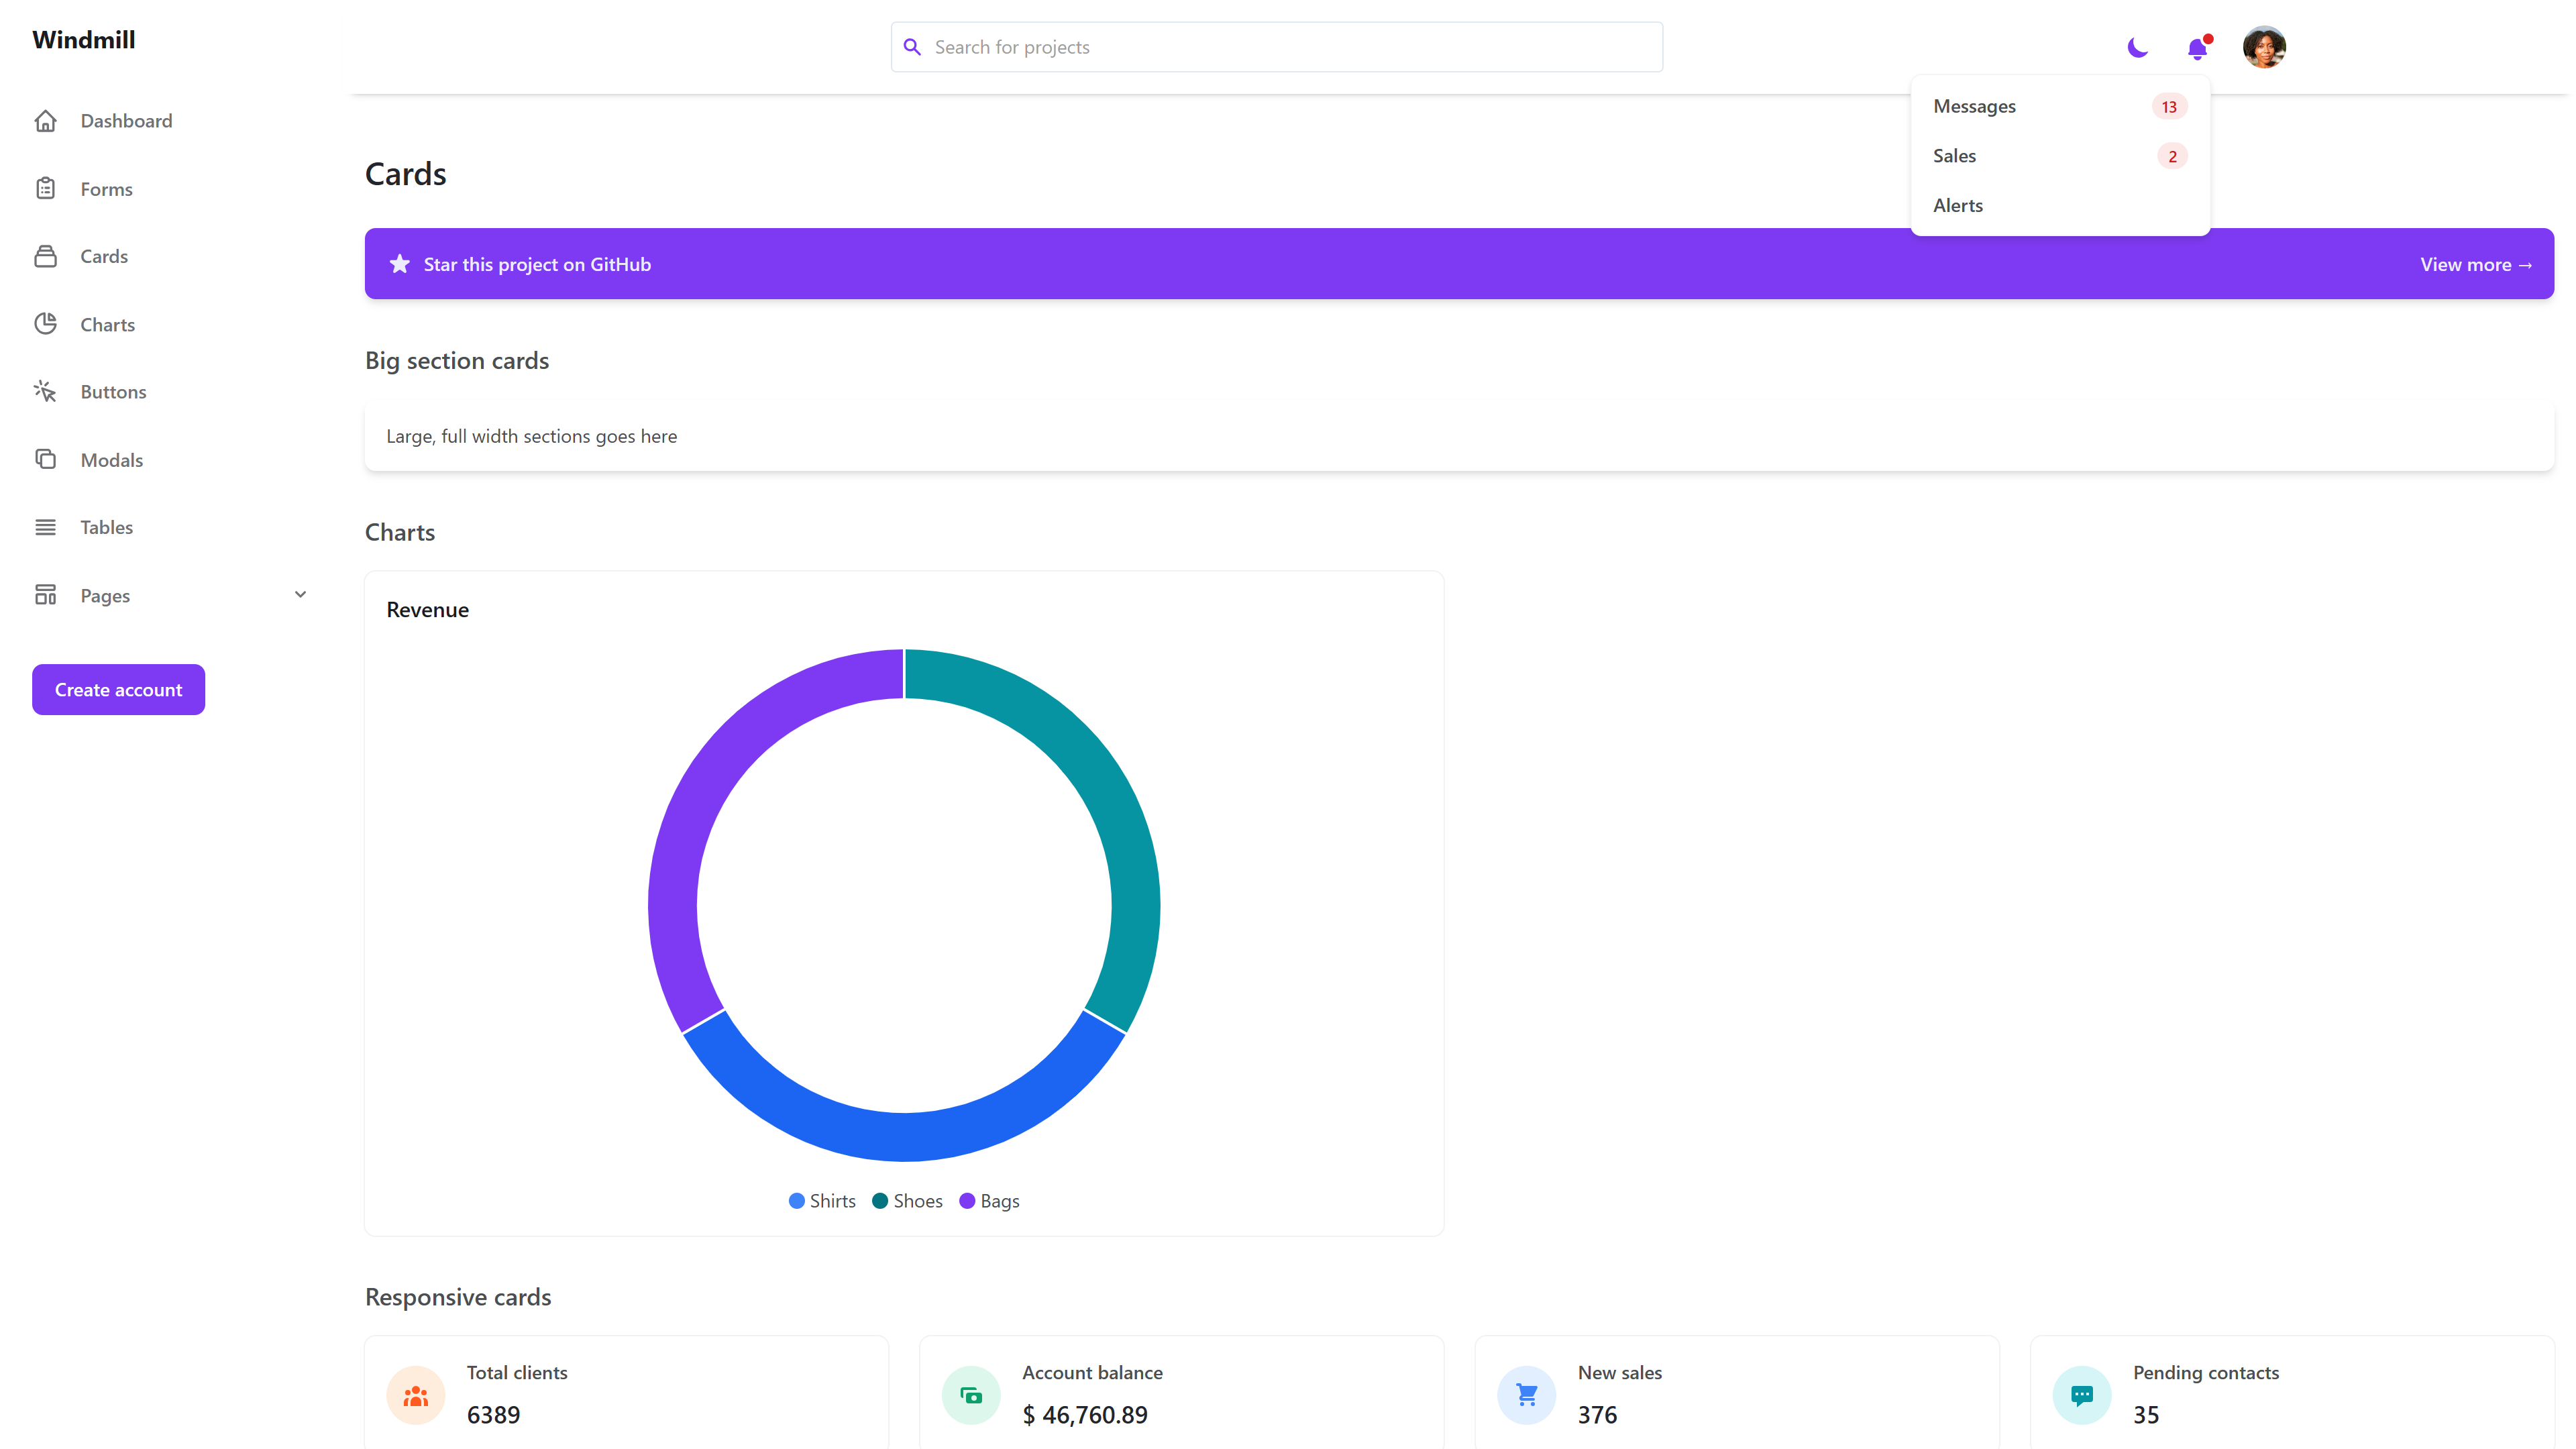 Windmill
Search for projects
Messages 13
Sales 2
Alerts
Dashboard
Forms
Cards
Charts
Buttons
Modals
Tables
Pages
Create account
Cards
Star this project on GitHub
View more →
Big section cards
Large, full width sections goes here
Charts
Revenue
Shirts Shoes Bags
Responsive cards
Total clients
6389
Account balance
$ 46,760.89
New sales
376
Pending contacts
35